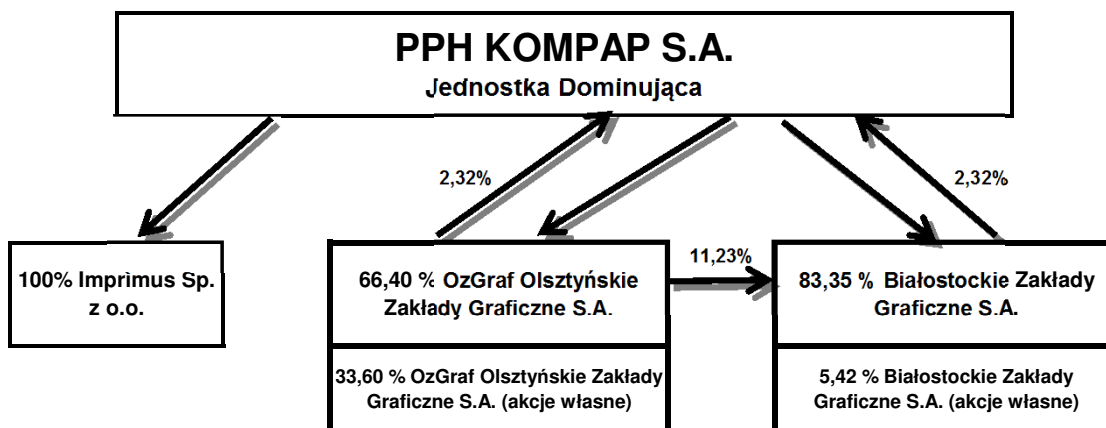 PPH KOMPAP S.A.
Jednostka Dominująca
2,32%
2,32%
11,23%
100% Imprimus Sp.
z o.o.
66,40 % OzGraf Olsztyńskie
Zakłady Graficzne S.A.
83,35 % Białostockie Zakłady
Graficzne S.A.
33,60 % OzGraf Olsztyńskie Zakłady
Graficzne S.A. (akcje własne)
5,42 % Białostockie Zakłady
Graficzne S.A. (akcje własne)